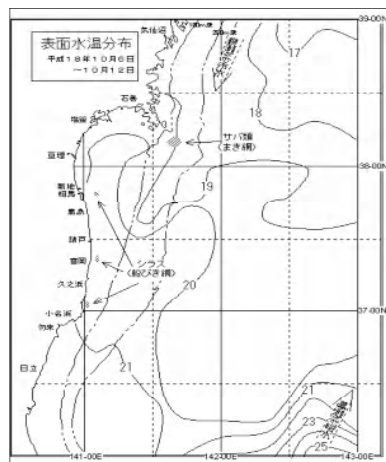 表面水温分布
平成18年10月6日
～10月12日
気仙沼
39-00N
17
18
石巻
塩釜
サバ類
(まき網)
亘理
38-00N
新地
相馬
19
鹿島
請戸
シラス
(船びき網)
富岡
20
久之浜
37-00N
小名浜
勿来
21
日立
21
23
25
141-00E
142-00E
143-00E